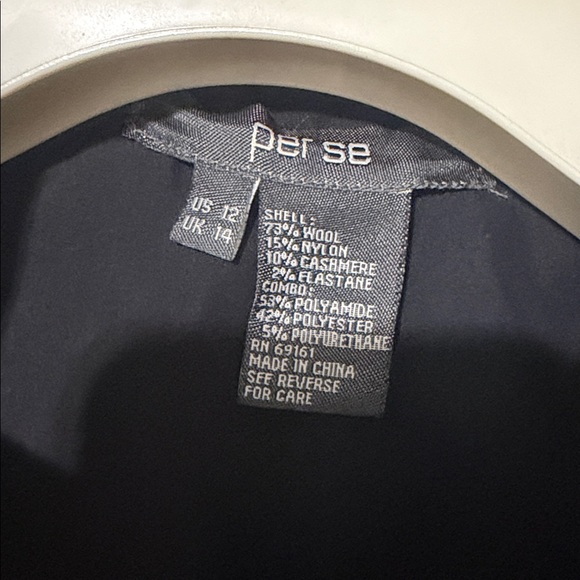 per se
US 12
UK 14
SHELL:
73% WOOL
15% NYLON
10% CASHMERE
2% ELASTANE
COMBO:
53% POLYAMIDE
42% POLYESTER
5% POLYURETHANE
RN 69161
MADE IN CHINA
SEE REVERSE
FOR CARE